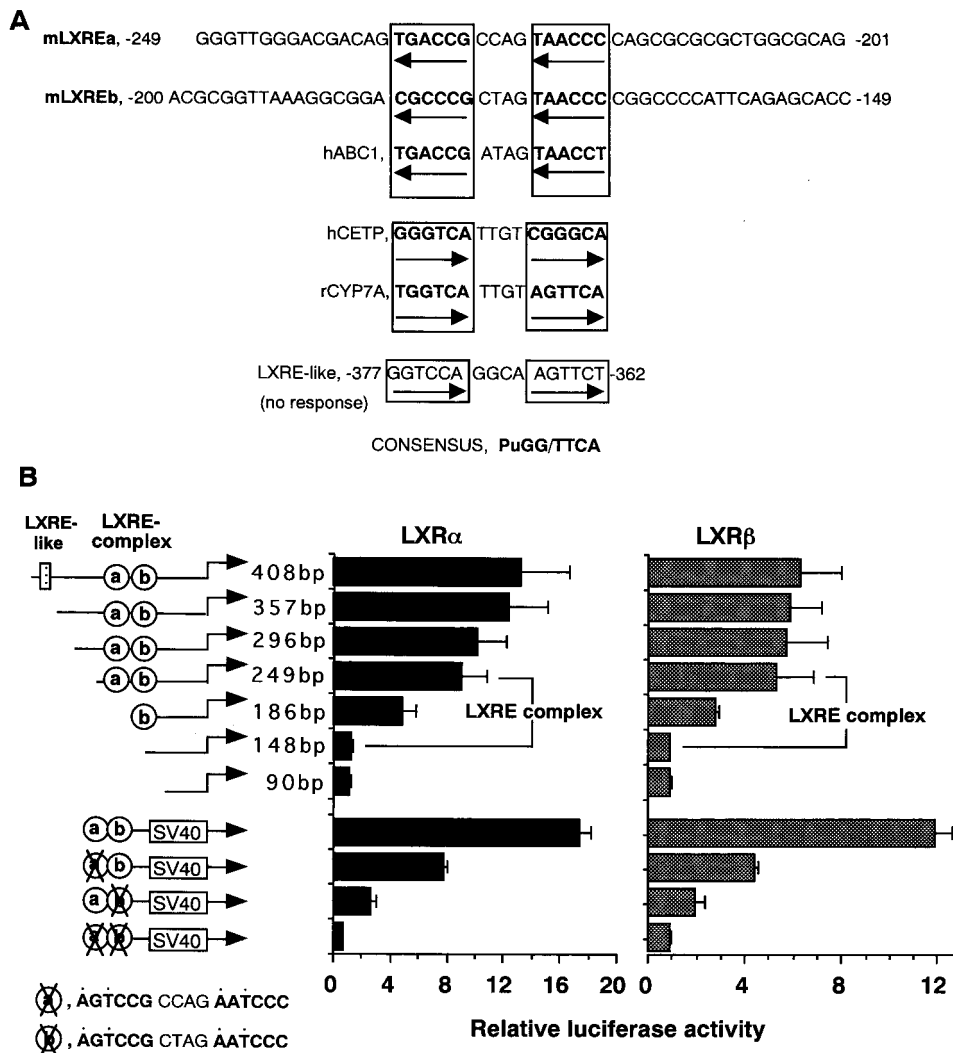 A
mLXREa, -249 GGGTTGGGACGACAG TGACCG CCAG TAACCC CAGCGCGCGCTGGCGCAG -201
mLXREb, -200 ACGCGGTTAAAGGCGGA CGCCCG CTAG TAACCC CGGCCCCATTCAGAGCACC -149
hABC1, TGACCG ATAG TAACCT
hCETP, GGGTCA TTGT CGGGCA
rCYP7A, TGGTCA TTGT AGTTCA
LXRE-like, -377 GGTCCA GGCA AGTTCT -362
(no response)
CONSENSUS, PuGG/TTCA
B
LXRE-like
LXRE-complex
LXRα
LXRβ
a b 408bp
a b 357bp
a b 296bp
a b 249bp
b 186bp
148bp
90bp
LXRE complex
LXRE complex
a b SV40
a b SV40
a b SV40
a b SV40
0 4 8 12 16 20
0 4 8 12
Relative luciferase activity
a , ȦGṪCCG CCAG ȦAṪCCC
b , ȦGṪCCG CTAG ȦAṪCCC